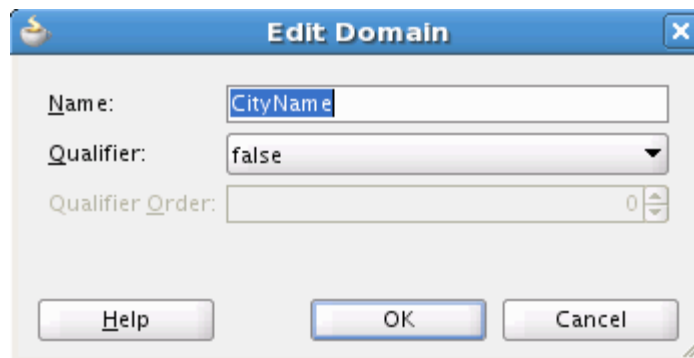 Edit Domain
Name: CityName
Qualifier: false
Qualifier Order: 0
Help OK Cancel